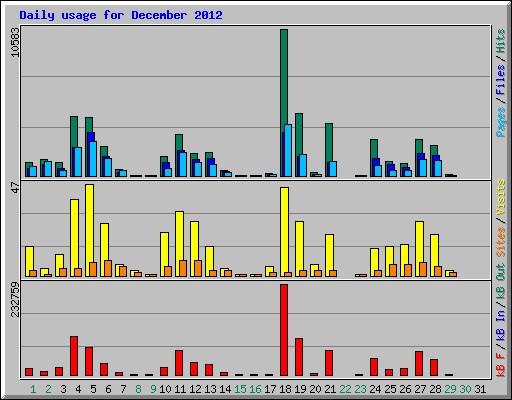 Daily usage for December 2012
10583
47
232759
Pages / Files / Hits
Sites / Visits
kB F / kB In / kB Out
1 2 3 4 5 6 7 8 9 10 11 12 13 14 15 16 17 18 19 20 21 22 23 24 25 26 27 28 29 30 31